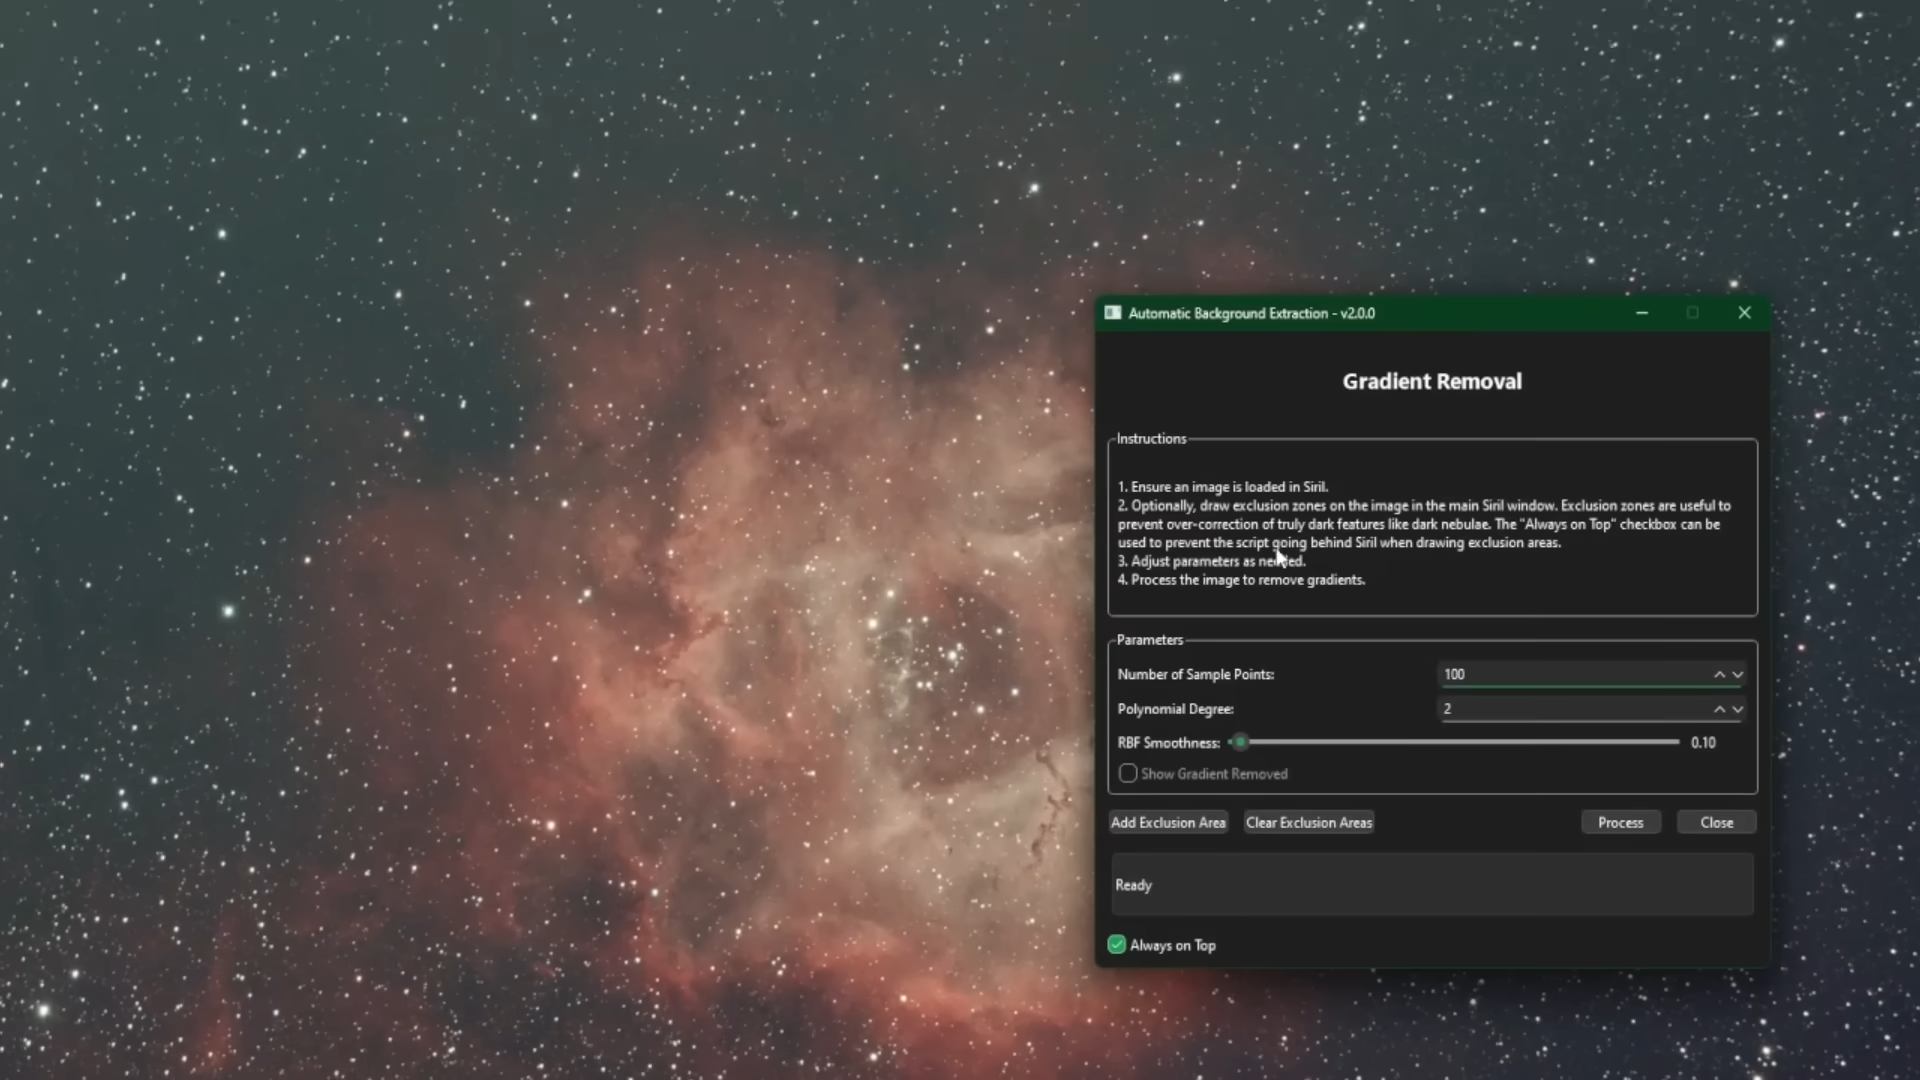 Automatic Background Extraction - v2.0.0
Gradient Removal
Instructions
1. Ensure an image is loaded in Siril.
2. Optionally, draw exclusion zones on the image in the main Siril window. Exclusion zones are useful to
prevent over-correction of truly dark features like dark nebulae. The "Always on Top" checkbox can be
used to prevent the script going behind Siril when drawing exclusion areas.
3. Adjust parameters as needed.
4. Process the image to remove gradients.
Parameters
Number of Sample Points: 100
Polynomial Degree: 2
RBF Smoothness: 0.10
Show Gradient Removed
Add Exclusion Area Clear Exclusion Areas Process Close
Ready
Always on Top